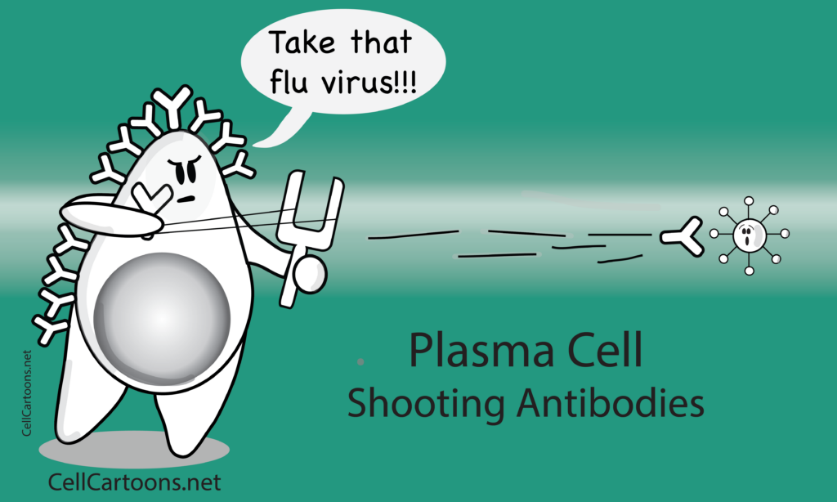 Take that
flu virus!!!
Plasma Cell
Shooting Antibodies
CellCartoons.net
CellCartoons.net